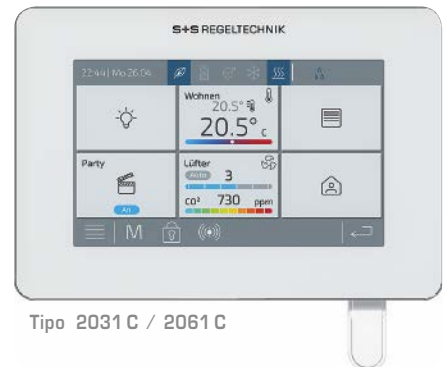 S+S REGELTECHNIK
22:44 | Mo 26.04.
Wohnen
20.5°
20.5° C
Party
An
Lüfter
Auto 3
CO² 730 ppm
M
Tipo 2031 C / 2061 C